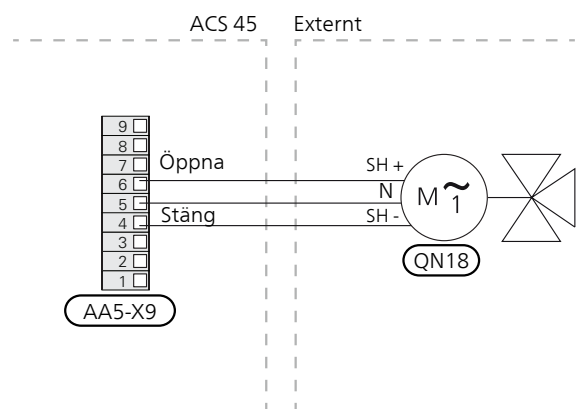 ACS 45 Externt
9
8
7 Öppna SH +
6
5 N
4 Stäng SH -
3
2
1
M ~ 1
QN18
AA5-X9